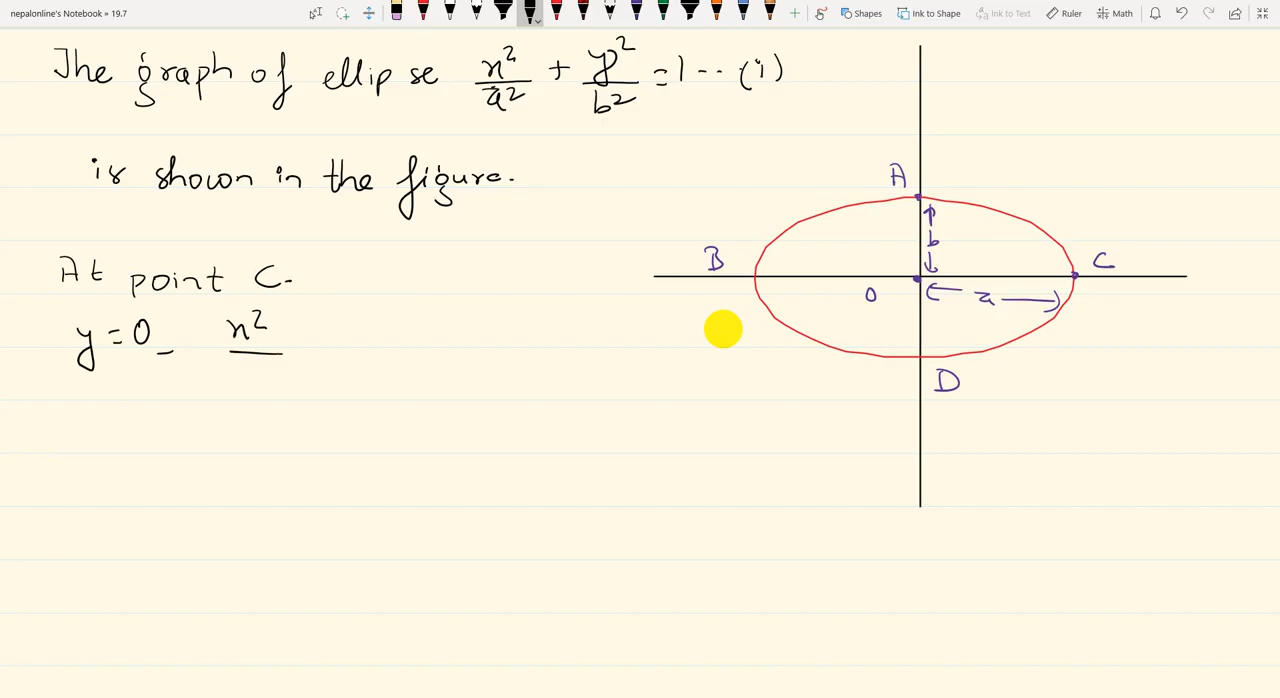 nepalonline's Notebook » 19.7
Shapes Ink to Shape Ink to Text Ruler Math
The graph of ellipse x²/a² + y²/b² = 1 -- (i)
is shown in the figure.
At point C.
y = 0 x²
A
b
B
C
O
a
D